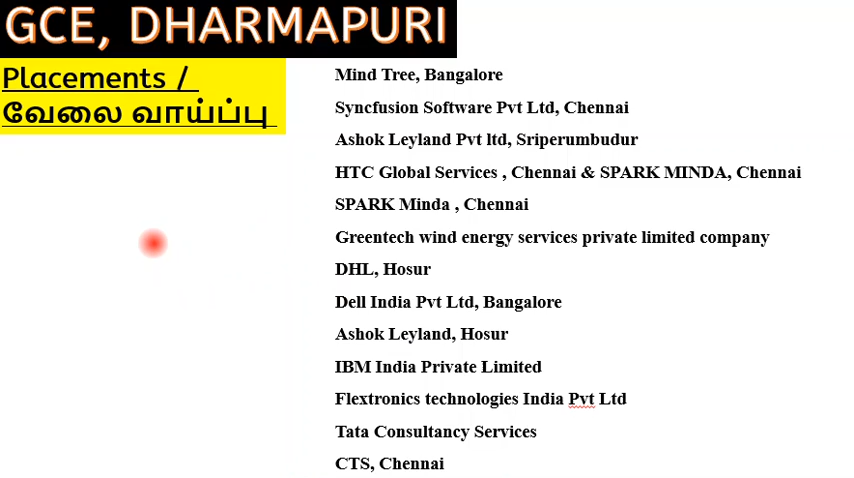 GCE, DHARMAPURI
Placements /
வேலை வாய்ப்பு
Mind Tree, Bangalore
Syncfusion Software Pvt Ltd, Chennai
Ashok Leyland Pvt ltd, Sriperumbudur
HTC Global Services , Chennai & SPARK MINDA, Chennai
SPARK Minda , Chennai
Greentech wind energy services private limited company
DHL, Hosur
Dell India Pvt Ltd, Bangalore
Ashok Leyland, Hosur
IBM India Private Limited
Flextronics technologies India Pvt Ltd
Tata Consultancy Services
CTS, Chennai